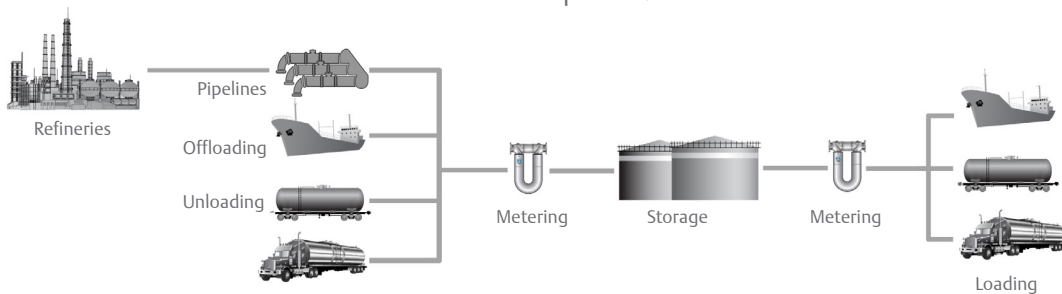 Refineries
Pipelines
Offloading
Unloading
Metering
Storage
Metering
Loading